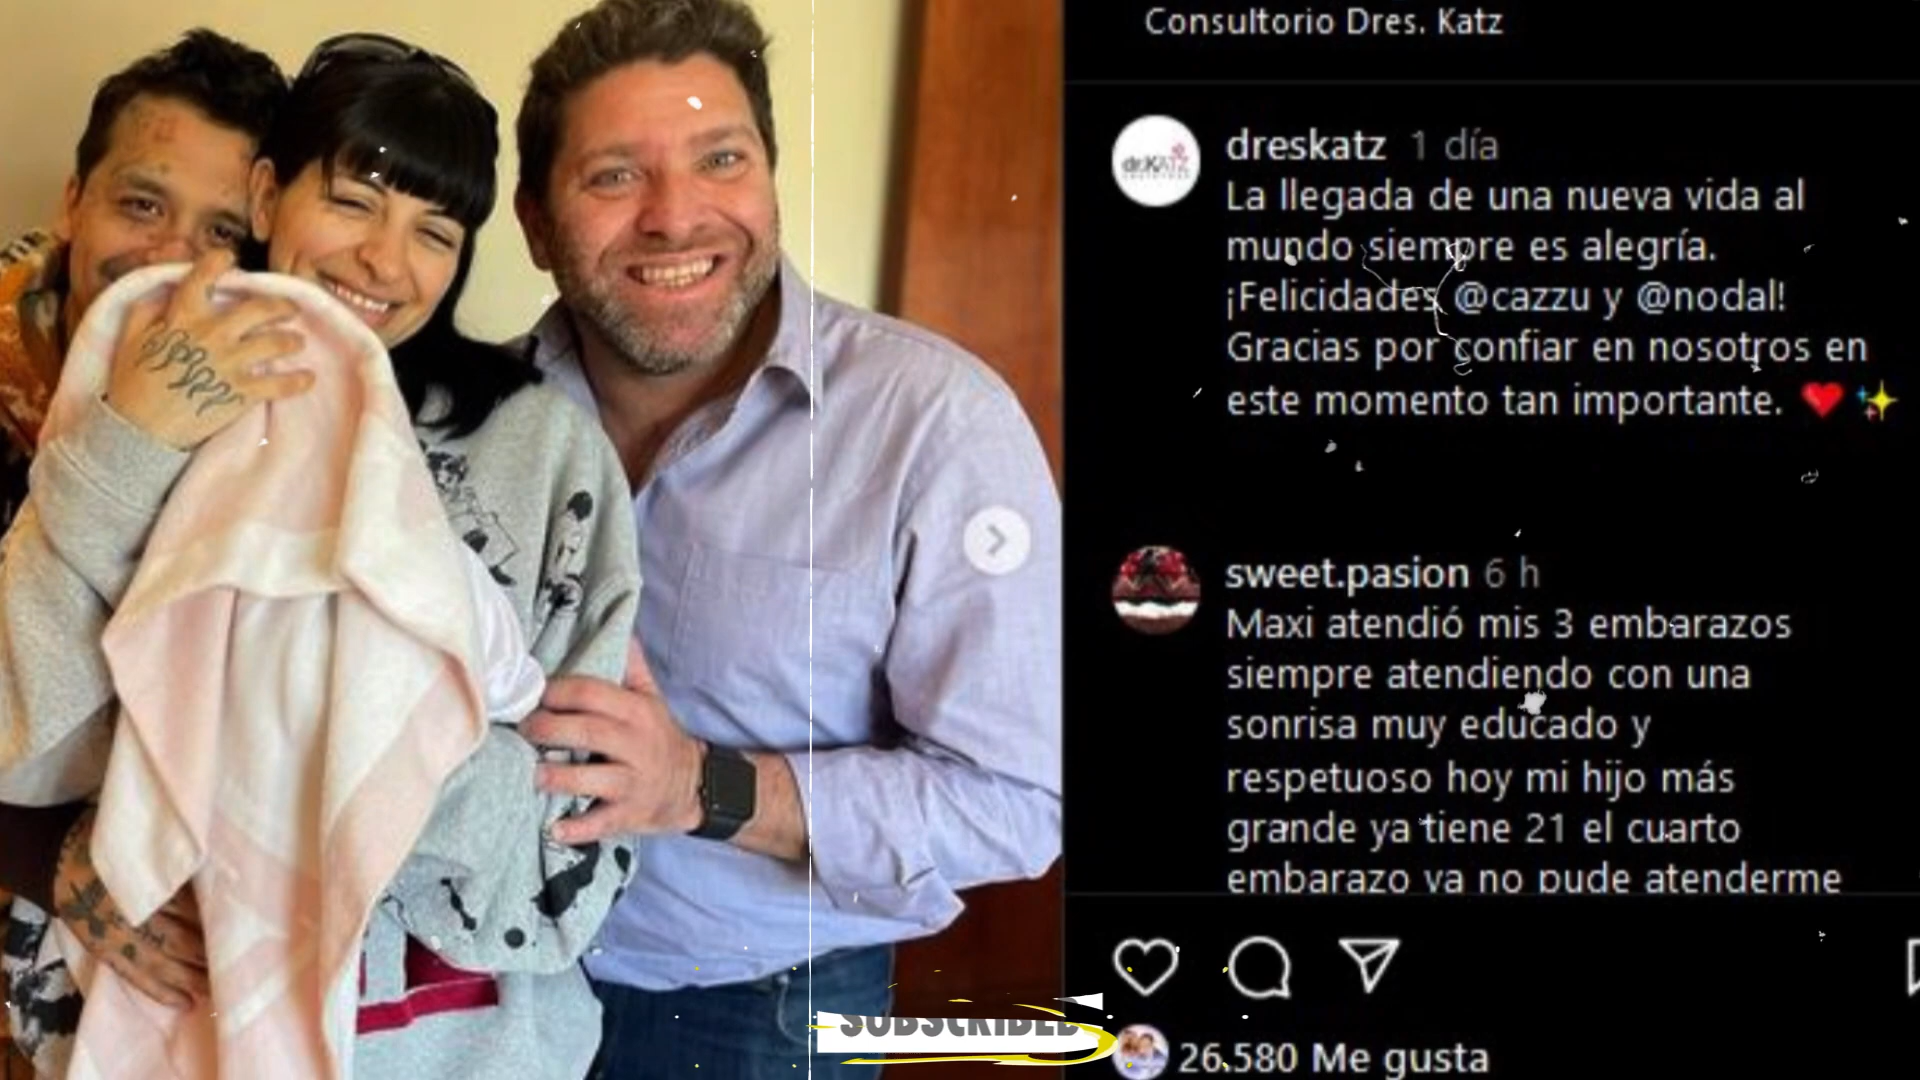 Consultorio Dres. Katz
dr.KATZ
dreskatz 1 día
La llegada de una nueva vida al
mundo siempre es alegría.
¡Felicidades @cazzu y @nodal!
Gracias por confiar en nosotros en
este momento tan importante. ❤️✨
sweet.pasion 6 h
Maxi atendió mis 3 embarazos
siempre atendiendo con una
sonrisa muy educado y
respetuoso hoy mi hijo más
grande ya tiene 21 el cuarto
embarazo ya no pude atenderme
26.580 Me gusta
SUBSCRIBED